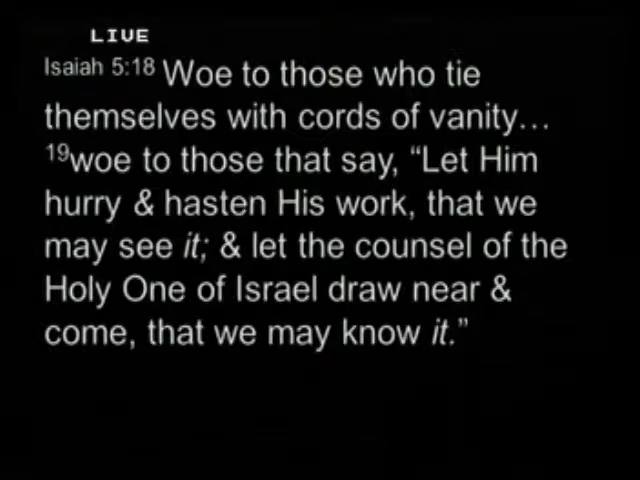 LIVE
Isaiah 5:18 Woe to those who tie
themselves with cords of vanity…
19woe to those that say, “Let Him
hurry & hasten His work, that we
may see it; & let the counsel of the
Holy One of Israel draw near &
come, that we may know it.”